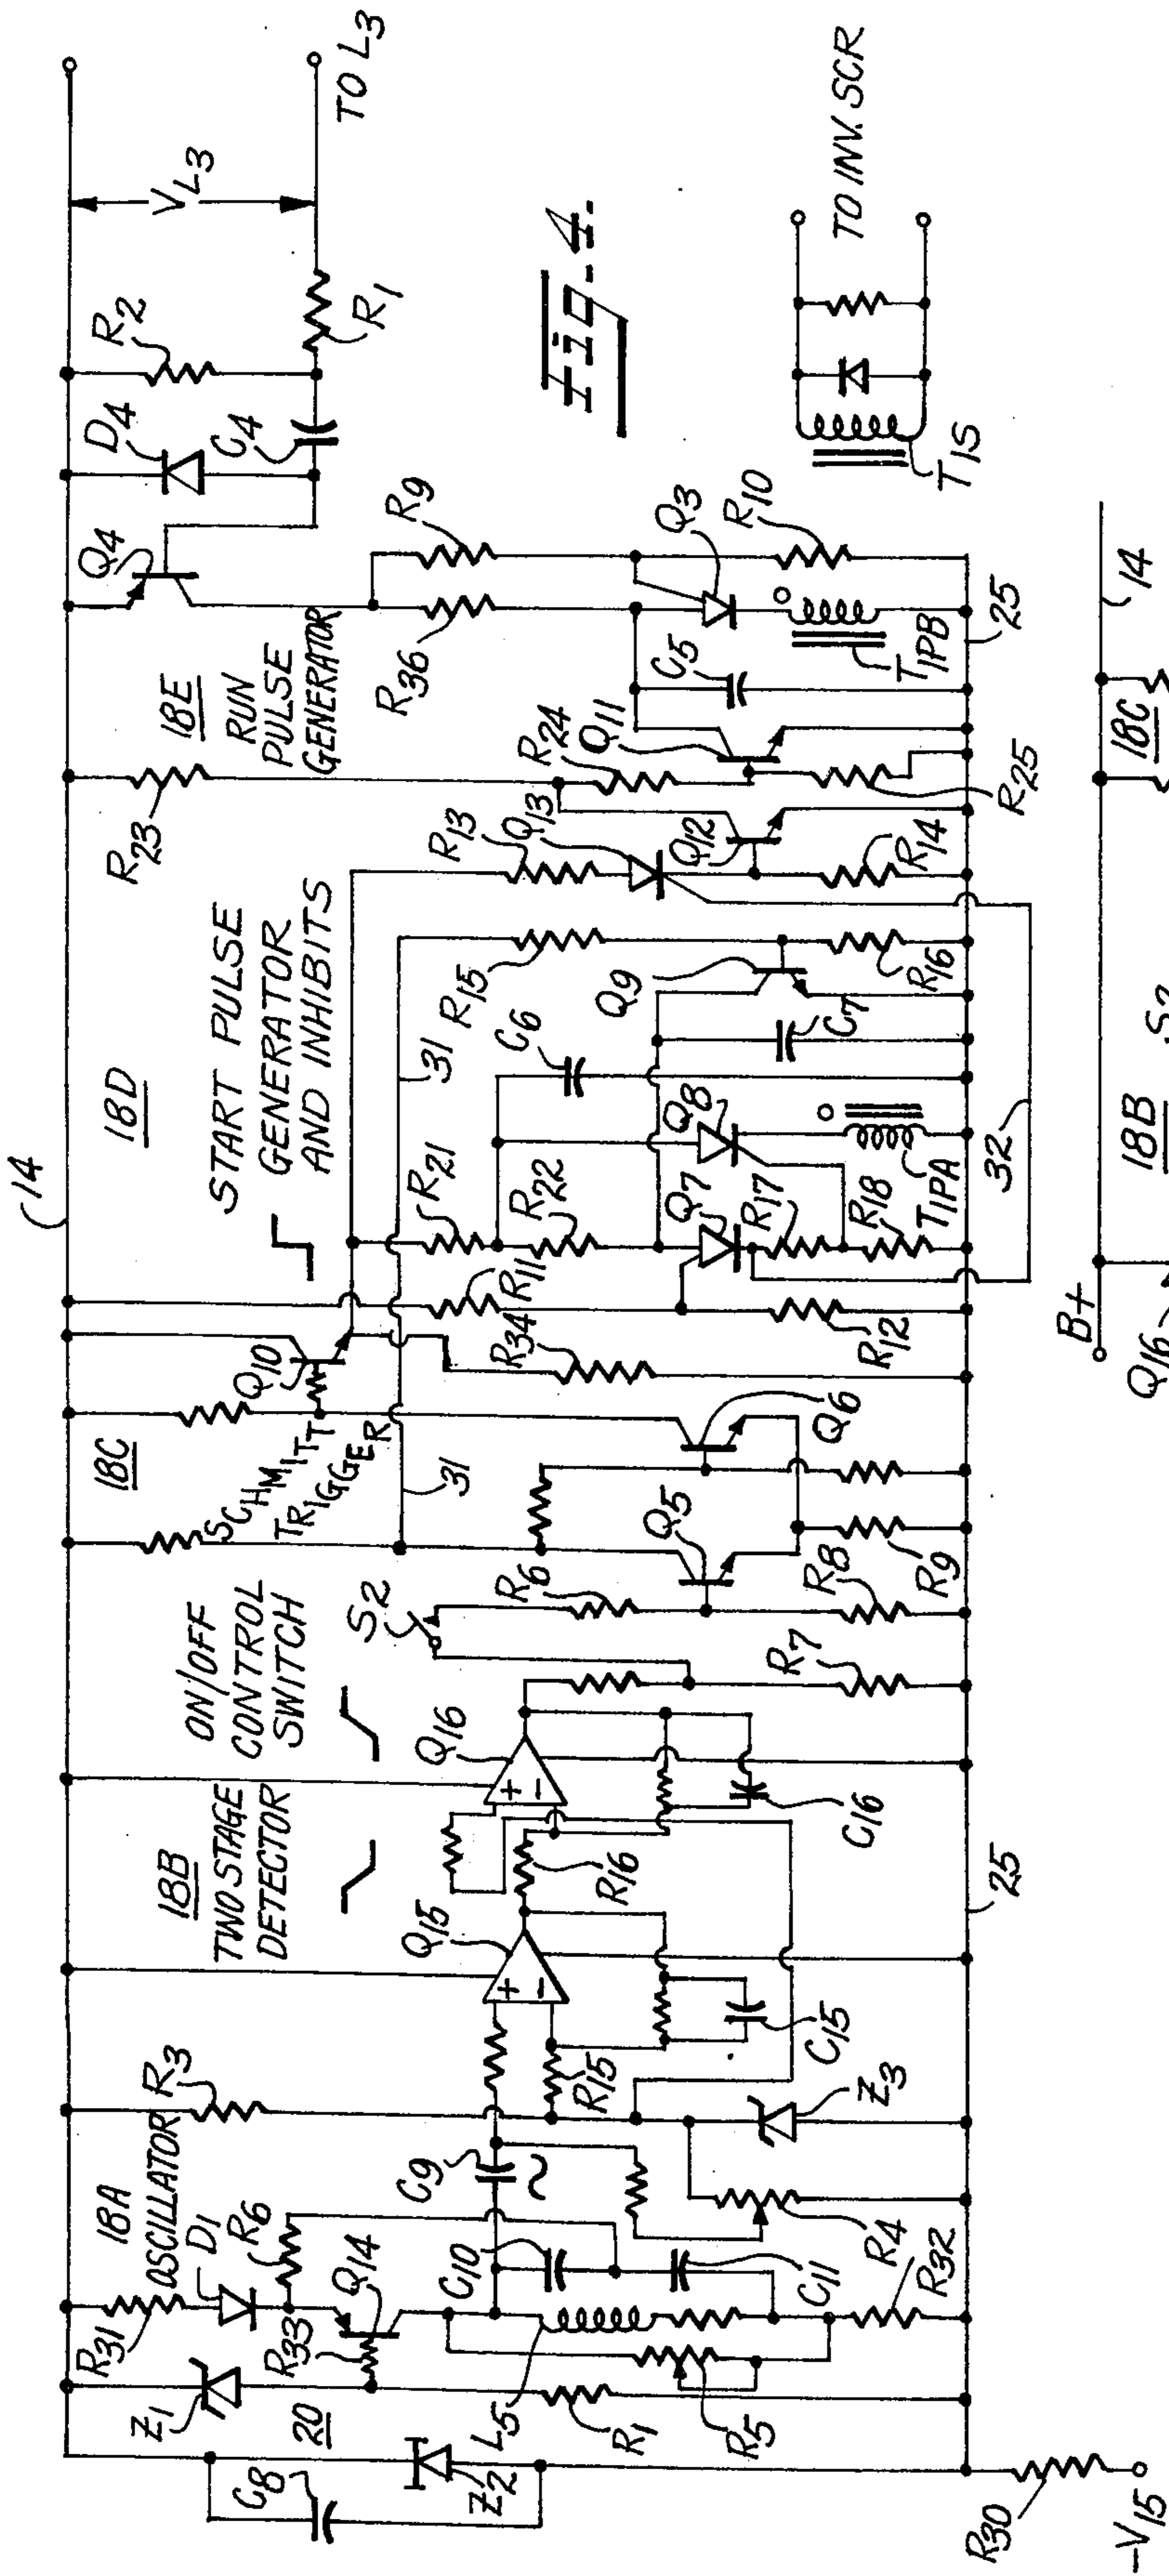 14
18A
OSCILLATOR
18B
TWO STAGE
DETECTOR
ON/OFF
CONTROL
SWITCH
18C
SCHMITT
TRIGGER
18D
START PULSE
GENERATOR
AND INHIBITS
18E
RUN
PULSE
GENERATOR
VL3
TO L3
R2
R1
D4
C4
Q4
R9
R36
Q3
R10
C5
T1PB
25
R23
R24
Q11
R25
R13
Q13
Q12
R14
R15
Q9
R16
31
C6
C7
R21
R22
Q8
Q7
R17
R18
T1PA
32
R11
R12
R34
Q10
31
Q6
Q5
R6
R8
R9
S2
R7
Q16
C16
R16
Q15
C15
R15
R3
Z3
C9
R4
D1
R6
R31
R33
Q14
C10
C11
R32
L5
R5
Z1
R1
20
C8
Z2
R30
-V15
25
Fig-4.
TO INV. SCR
T1S
B+
14
18C
18B
S2
Q16